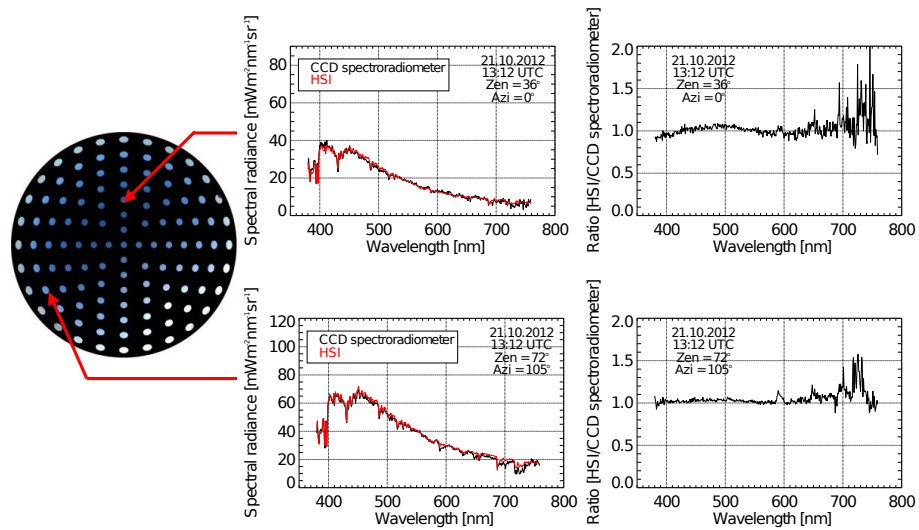 80
60
40
20
0
Spectral radiance [mWm⁻²nm⁻¹sr⁻¹]
CCD spectroradiometer
HSI
21.10.2012
13:12 UTC
Zen = 36°
Azi = 0°
400 500 600 700 800
Wavelength [nm]
2.0
1.5
1.0
0.5
0.0
Ratio [HSI/CCD spectroradiometer]
21.10.2012
13:12 UTC
Zen = 36°
Azi = 0°
400 500 600 700 800
Wavelength [nm]
120
100
80
60
40
20
0
Spectral radiance [mWm⁻²nm⁻¹sr⁻¹]
CCD spectroradiometer
HSI
21.10.2012
13:12 UTC
Zen = 72°
Azi = 105°
400 500 600 700 800
Wavelength [nm]
2.0
1.5
1.0
0.5
0.0
Ratio [HSI/CCD spectroradiometer]
21.10.2012
13:12 UTC
Zen = 72°
Azi = 105°
400 500 600 700 800
Wavelength [nm]